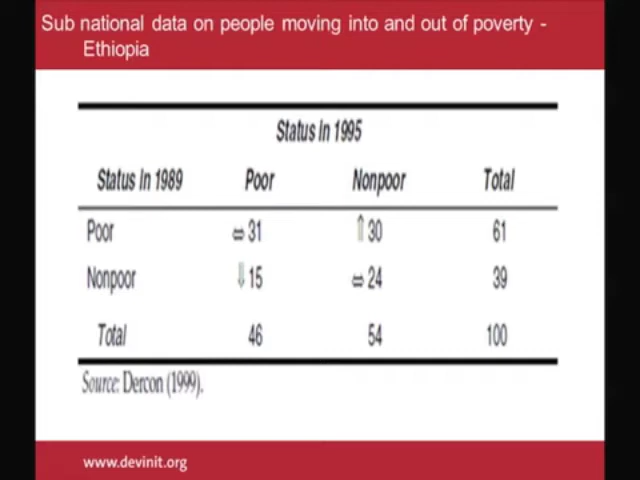 Sub national data on people moving into and out of poverty -
Ethiopia
Status in 1995
Status in 1989 Poor Nonpoor Total
Poor ⇔ 31 ⇑ 30 61
Nonpoor ⇓ 15 ⇔ 24 39
Total 46 54 100
Source: Dercon (1999).
www.devinit.org